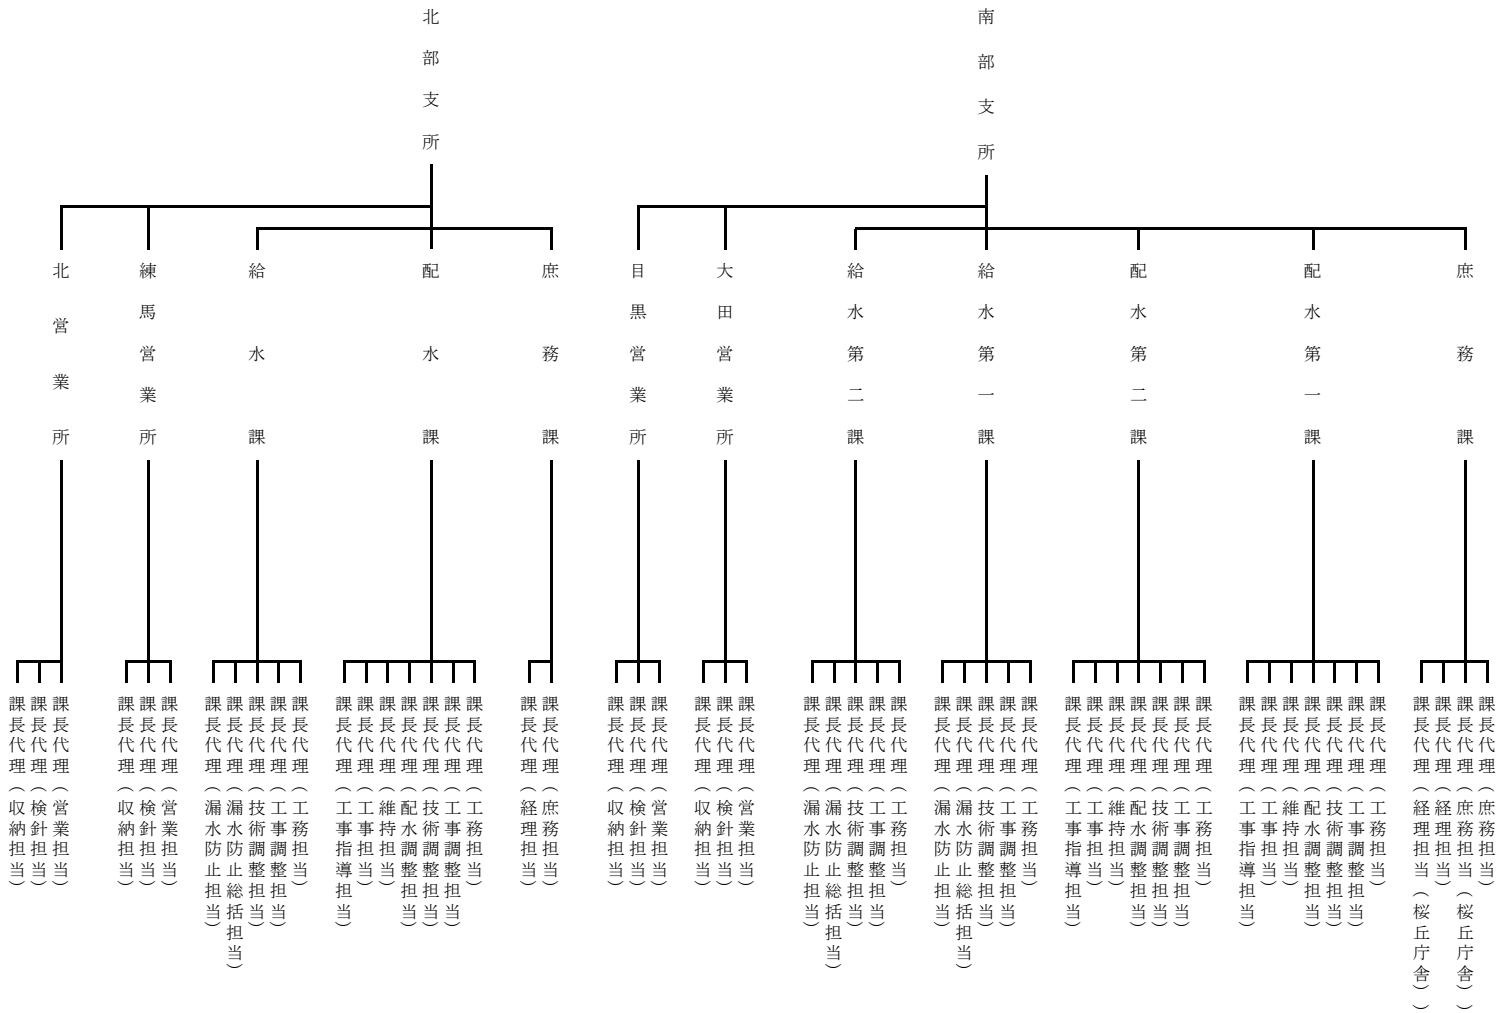 南部支所
庶務課
課長代理（庶務担当）
課長代理（庶務担当（桜丘庁舎））
課長代理（経理担当）
課長代理（経理担当（桜丘庁舎））
配水第一課
課長代理（工務担当）
課長代理（工事調整担当）
課長代理（技術調整担当）
課長代理（配水調整担当）
課長代理（維持担当）
課長代理（工事担当）
課長代理（工事指導担当）
配水第二課
課長代理（工務担当）
課長代理（工事調整担当）
課長代理（技術調整担当）
課長代理（配水調整担当）
課長代理（維持担当）
課長代理（工事担当）
課長代理（工事指導担当）
給水第一課
課長代理（工務担当）
課長代理（工事調整担当）
課長代理（技術調整担当）
課長代理（漏水防止総括担当）
課長代理（漏水防止担当）
給水第二課
課長代理（工務担当）
課長代理（工事調整担当）
課長代理（技術調整担当）
課長代理（漏水防止総括担当）
課長代理（漏水防止担当）
大田営業所
課長代理（営業担当）
課長代理（検針担当）
課長代理（収納担当）
目黒営業所
課長代理（営業担当）
課長代理（検針担当）
課長代理（収納担当）
北部支所
庶務課
課長代理（庶務担当）
課長代理（経理担当）
配水課
課長代理（工務担当）
課長代理（工事調整担当）
課長代理（技術調整担当）
課長代理（配水調整担当）
課長代理（維持担当）
課長代理（工事担当）
課長代理（工事指導担当）
給水課
課長代理（工務担当）
課長代理（工事調整担当）
課長代理（技術調整担当）
課長代理（漏水防止総括担当）
課長代理（漏水防止担当）
練馬営業所
課長代理（営業担当）
課長代理（検針担当）
課長代理（収納担当）
北営業所
課長代理（営業担当）
課長代理（検針担当）
課長代理（収納担当）